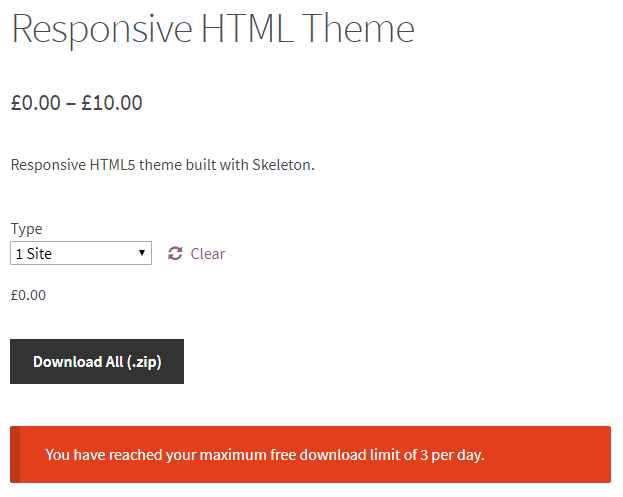 Responsive HTML Theme
£0.00 – £10.00
Responsive HTML5 theme built with Skeleton.
Type
1 Site Clear
£0.00
Download All (.zip)
You have reached your maximum free download limit of 3 per day.